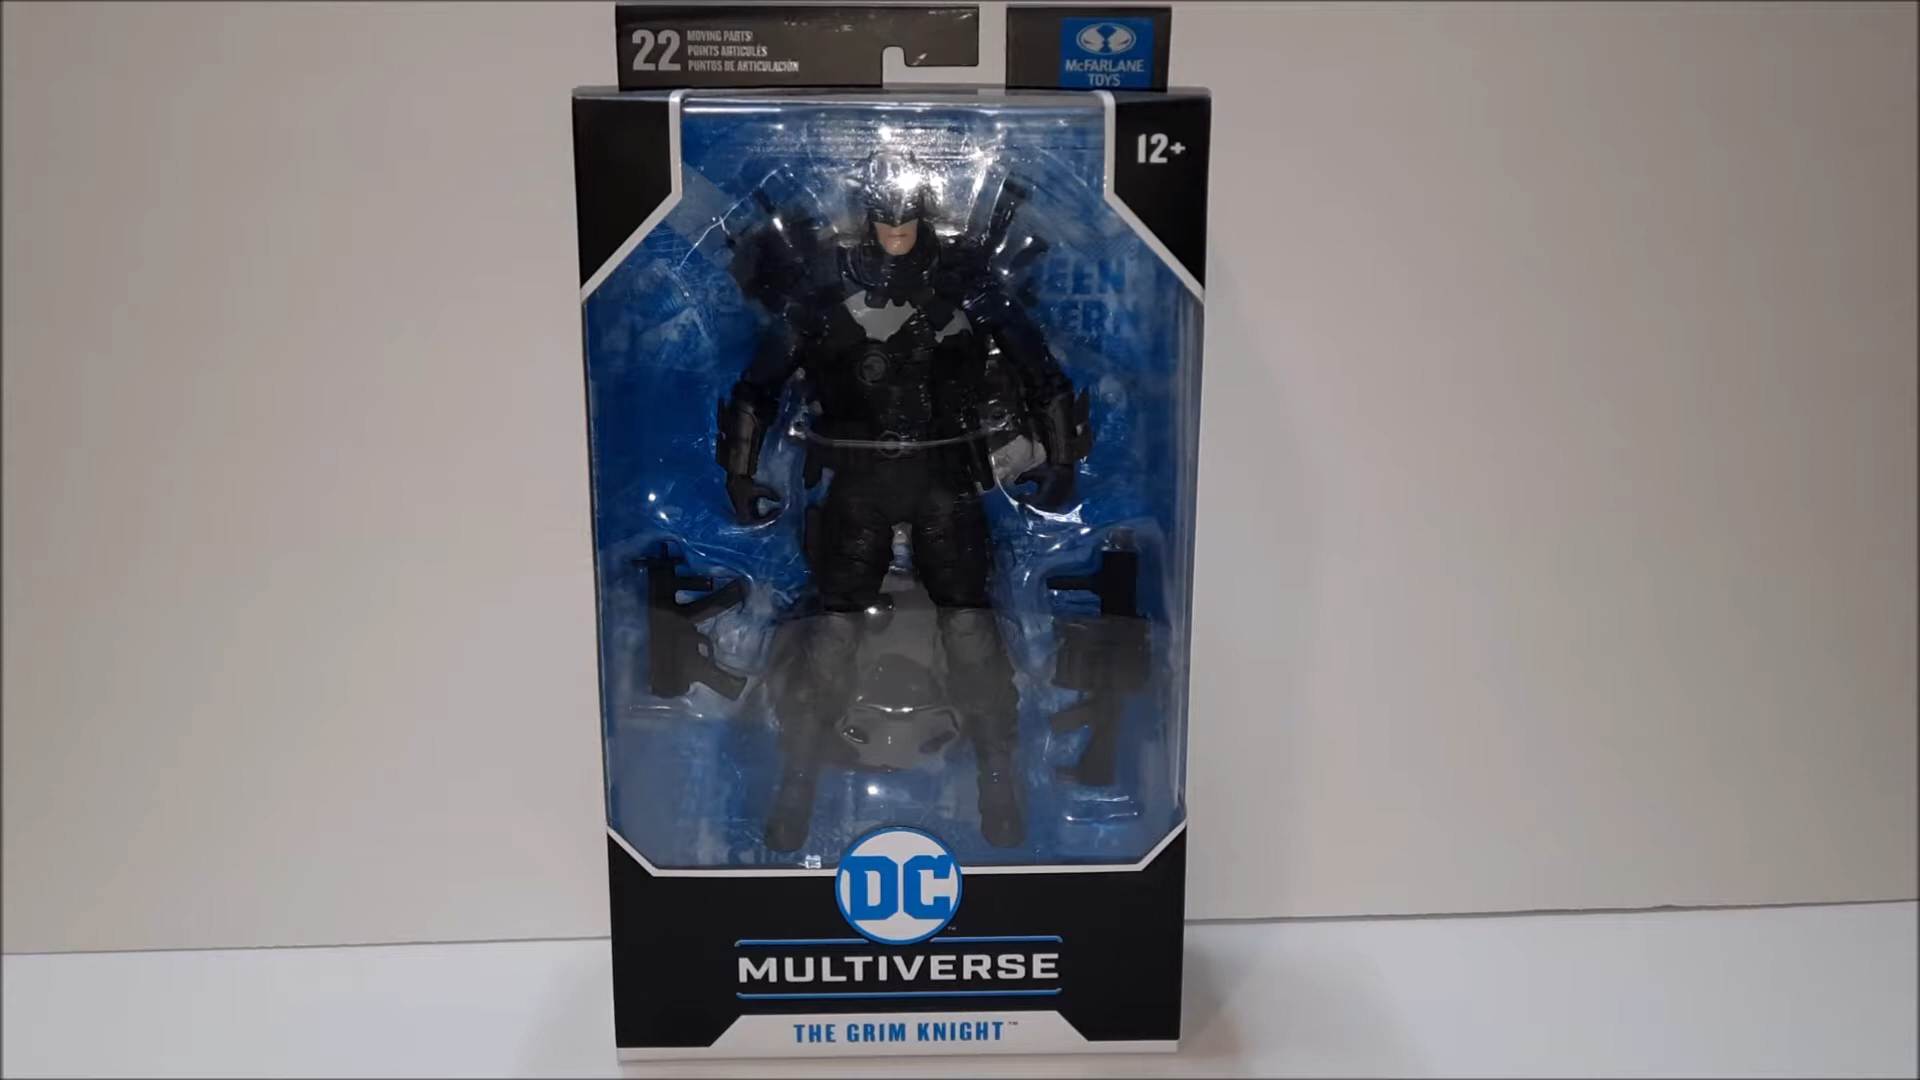 22
MOVING PARTS!
POINTS ARTICULÉS
PUNTOS DE ARTICULACIÓN
McFARLANE
TOYS
12+
DC
MULTIVERSE
THE GRIM KNIGHT™